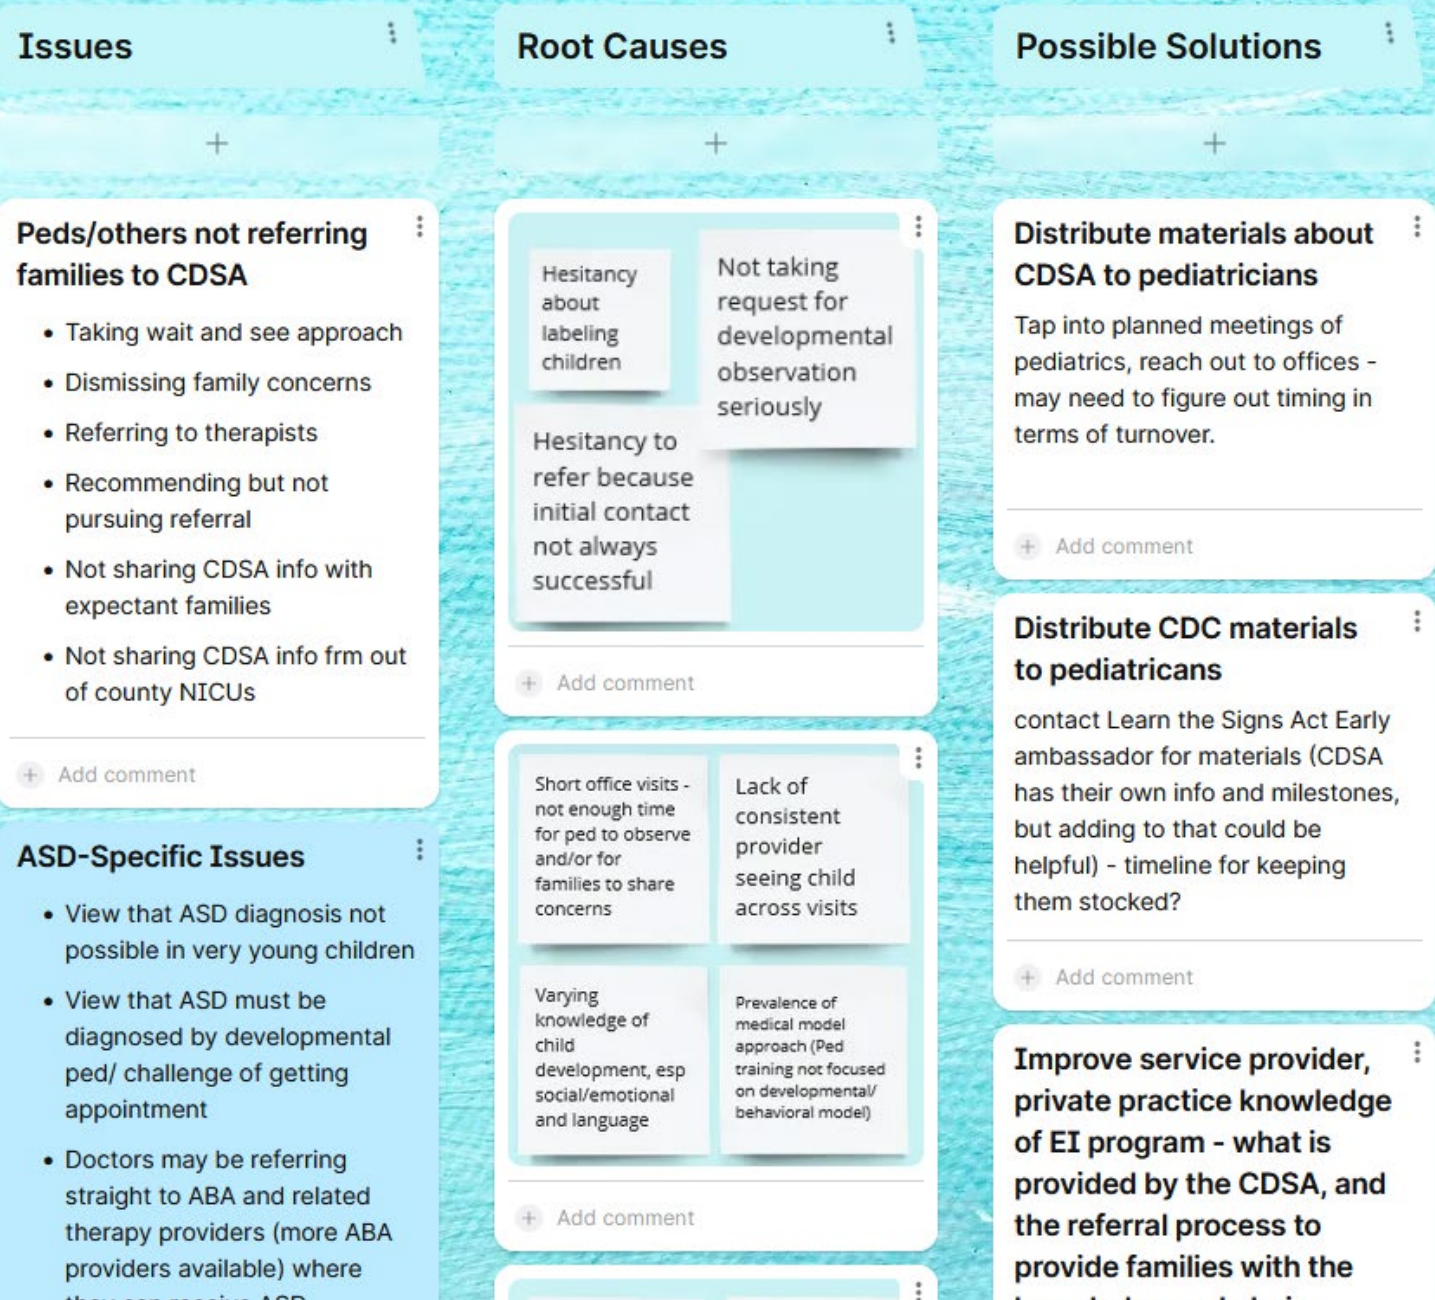 Issues
Peds/others not referring
families to CDSA
• Taking wait and see approach
• Dismissing family concerns
• Referring to therapists
• Recommending but not
pursuing referral
• Not sharing CDSA info with
expectant families
• Not sharing CDSA info frm out
of county NICUs
Add comment
ASD-Specific Issues
• View that ASD diagnosis not
possible in very young children
• View that ASD must be
diagnosed by developmental
ped/ challenge of getting
appointment
• Doctors may be referring
straight to ABA and related
therapy providers (more ABA
providers available) where
Root Causes
Hesitancy
about
labeling
children
Not taking
request for
developmental
observation
seriously
Hesitancy to
refer because
initial contact
not always
successful
Add comment
Short office visits -
not enough time
for ped to observe
and/or for
families to share
concerns
Lack of
consistent
provider
seeing child
across visits
Varying
knowledge of
child
development, esp
social/emotional
and language
Prevalence of
medical model
approach (Ped
training not focused
on developmental/
behavioral model)
Add comment
Possible Solutions
Distribute materials about
CDSA to pediatricians
Tap into planned meetings of
pediatrics, reach out to offices -
may need to figure out timing in
terms of turnover.
Add comment
Distribute CDC materials
to pediatricans
contact Learn the Signs Act Early
ambassador for materials (CDSA
has their own info and milestones,
but adding to that could be
helpful) - timeline for keeping
them stocked?
Add comment
Improve service provider,
private practice knowledge
of EI program - what is
provided by the CDSA, and
the referral process to
provide families with the